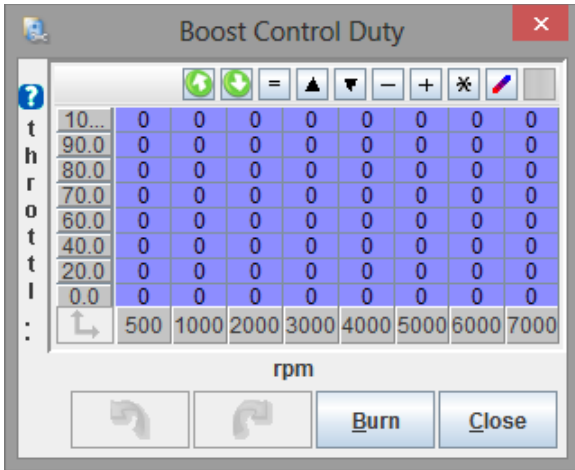 Boost Control Duty
×
?
= ▲ ▼ − + *
throttl:
10... 0 0 0 0 0 0 0 0
90.0 0 0 0 0 0 0 0 0
80.0 0 0 0 0 0 0 0 0
70.0 0 0 0 0 0 0 0 0
60.0 0 0 0 0 0 0 0 0
40.0 0 0 0 0 0 0 0 0
20.0 0 0 0 0 0 0 0 0
0.0 0 0 0 0 0 0 0 0
500 1000 2000 3000 4000 5000 6000 7000
rpm
Burn Close